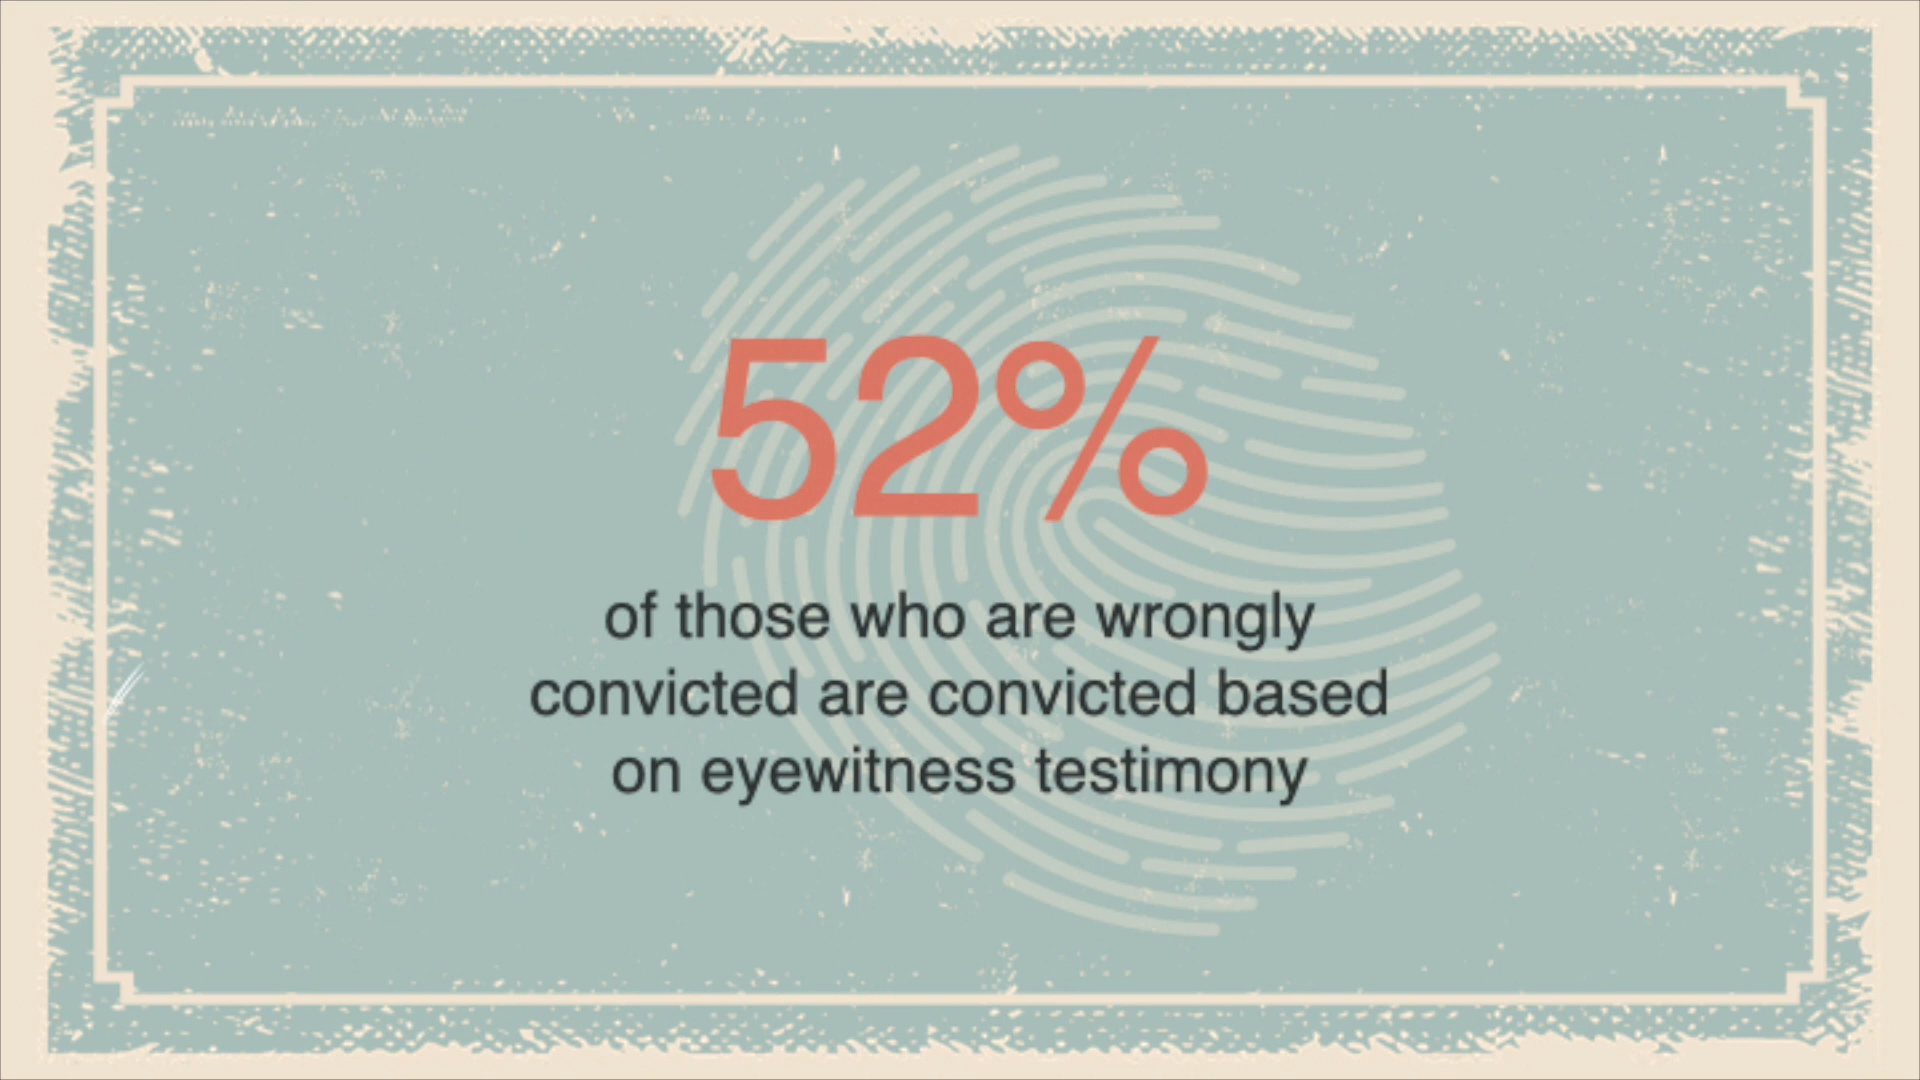 52%
of those who are wrongly
convicted are convicted based
on eyewitness testimony